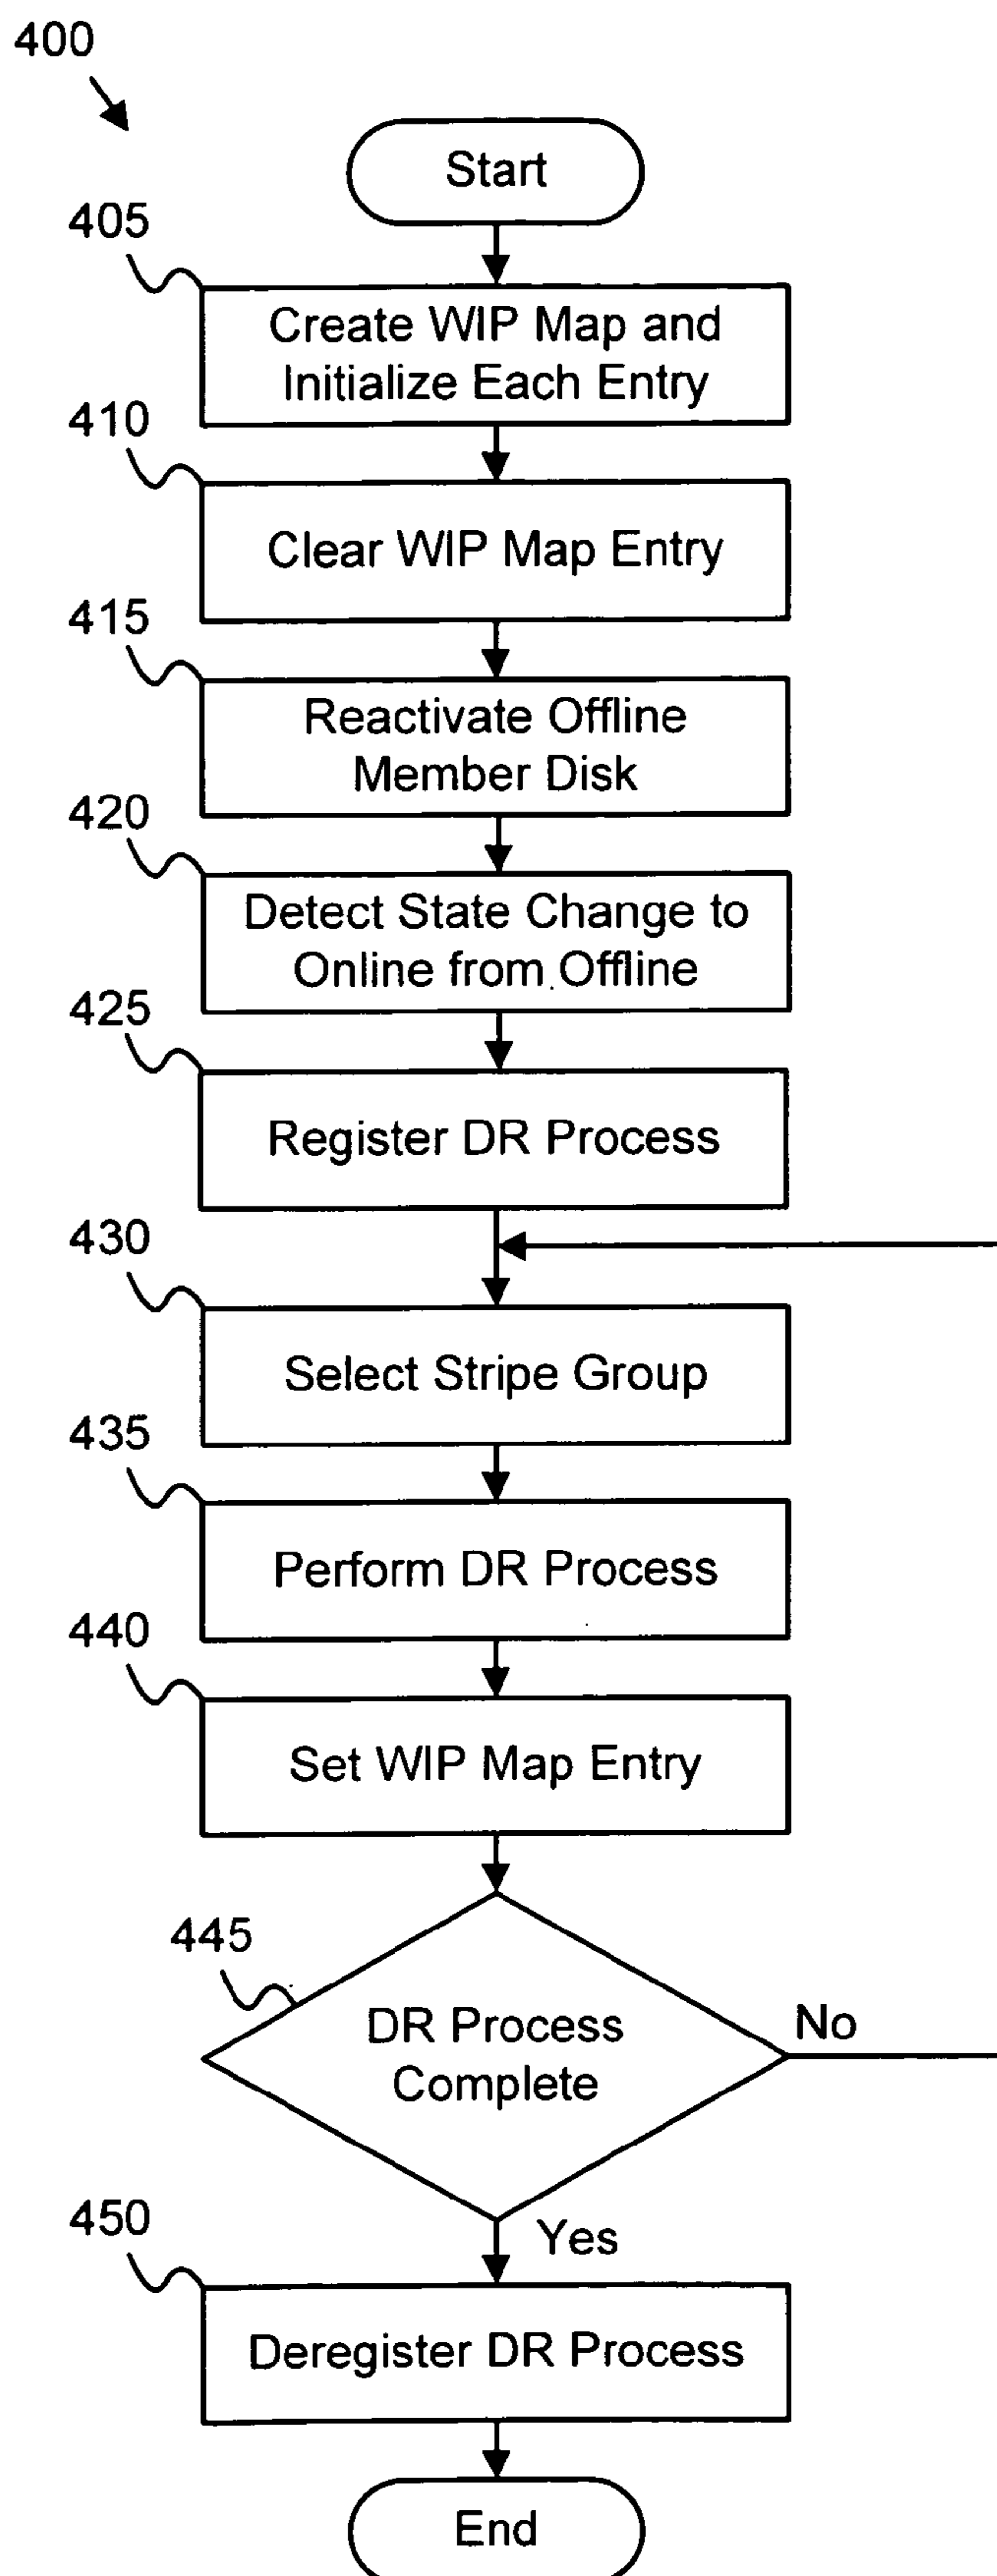 400
Start
405
Create WIP Map and
Initialize Each Entry
410
Clear WIP Map Entry
415
Reactivate Offline
Member Disk
420
Detect State Change to
Online from Offline
425
Register DR Process
430
Select Stripe Group
435
Perform DR Process
440
Set WIP Map Entry
445
DR Process
Complete
No
Yes
450
Deregister DR Process
End